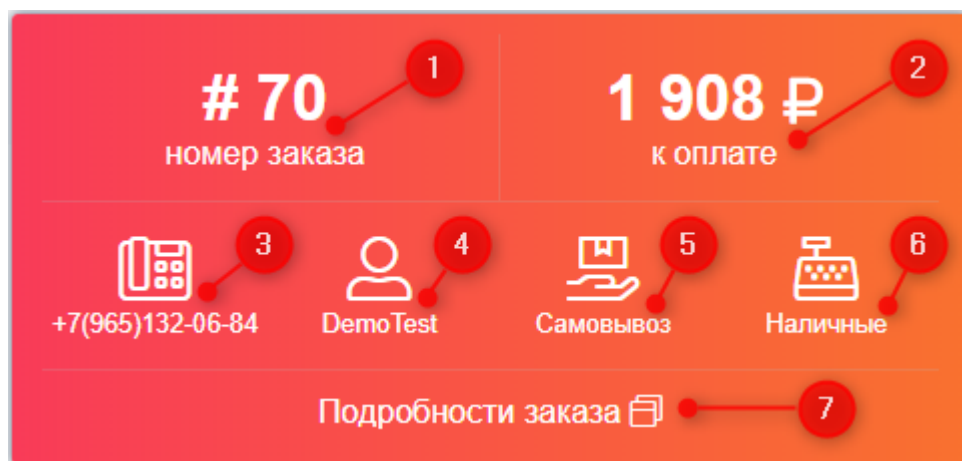 # 70 1
1 908 ₽ 2
номер заказа
к оплате
3 4 5 6
+7(965)132-06-84 DemoTest Самовывоз Наличные
Подробности заказа 7